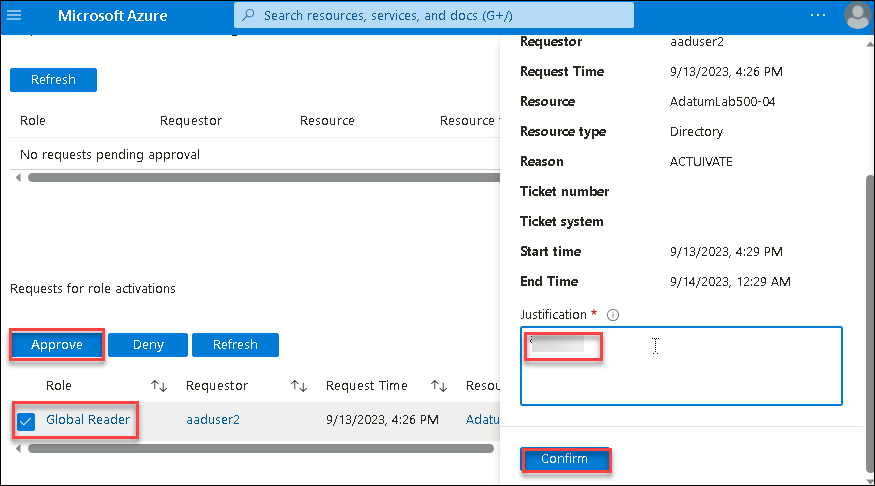 Microsoft Azure
Search resources, services, and docs (G+/)
Refresh
Role Requestor Resource Resource
No requests pending approval
Requests for role activations
Approve Deny Refresh
Role Requestor Request Time
Global Reader aaduser2 9/13/2023, 4:26 PM
Requestor aaduser2
Request Time 9/13/2023, 4:26 PM
Resource AdatumLab500-04
Resource type Directory
Reason ACTUIVATE
Ticket number
Ticket system
Start time 9/13/2023, 4:29 PM
End Time 9/14/2023, 12:29 AM
Justification *
Confirm